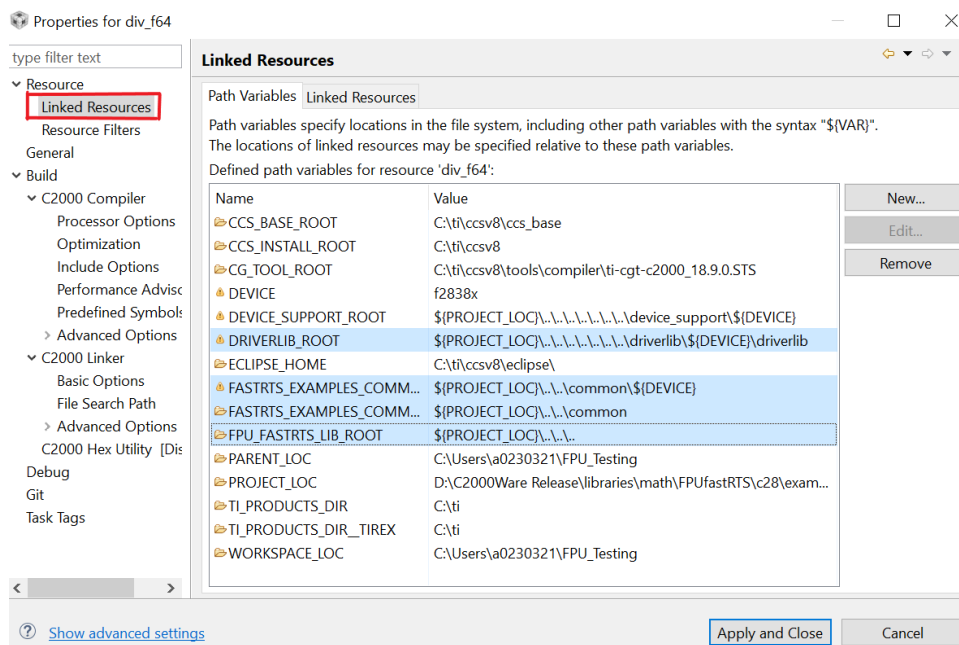 Properties for div_f64
type filter text
Resource
Linked Resources
Resource Filters
General
Build
C2000 Compiler
Processor Options
Optimization
Include Options
Performance Advisc
Predefined Symbols
Advanced Options
C2000 Linker
Basic Options
File Search Path
Advanced Options
C2000 Hex Utility [Dis
Debug
Git
Task Tags
Show advanced settings
Linked Resources
Path Variables Linked Resources
Path variables specify locations in the file system, including other path variables with the syntax "${VAR}".
The locations of linked resources may be specified relative to these path variables.
Defined path variables for resource 'div_f64':
Name Value
CCS_BASE_ROOT C:\ti\ccsv8\ccs_base
CCS_INSTALL_ROOT C:\ti\ccsv8
CG_TOOL_ROOT C:\ti\ccsv8\tools\compiler\ti-cgt-c2000_18.9.0.STS
DEVICE f2838x
DEVICE_SUPPORT_ROOT ${PROJECT_LOC}\..\..\..\..\..\..\..\device_support\${DEVICE}
DRIVERLIB_ROOT ${PROJECT_LOC}\..\..\..\..\..\..\..\driverlib\${DEVICE}\driverlib
ECLIPSE_HOME C:\ti\ccsv8\eclipse\
FASTRTS_EXAMPLES_COMM... ${PROJECT_LOC}\..\..\common\${DEVICE}
FASTRTS_EXAMPLES_COMM... ${PROJECT_LOC}\..\..\common
FPU_FASTRTS_LIB_ROOT ${PROJECT_LOC}\..\..\..
PARENT_LOC C:\Users\a0230321\FPU_Testing
PROJECT_LOC D:\C2000Ware Release\libraries\math\FPUfastRTS\c28\exam...
TI_PRODUCTS_DIR C:\ti
TI_PRODUCTS_DIR__TIREX C:\ti
WORKSPACE_LOC C:\Users\a0230321\FPU_Testing
New...
Edit...
Remove
Apply and Close Cancel